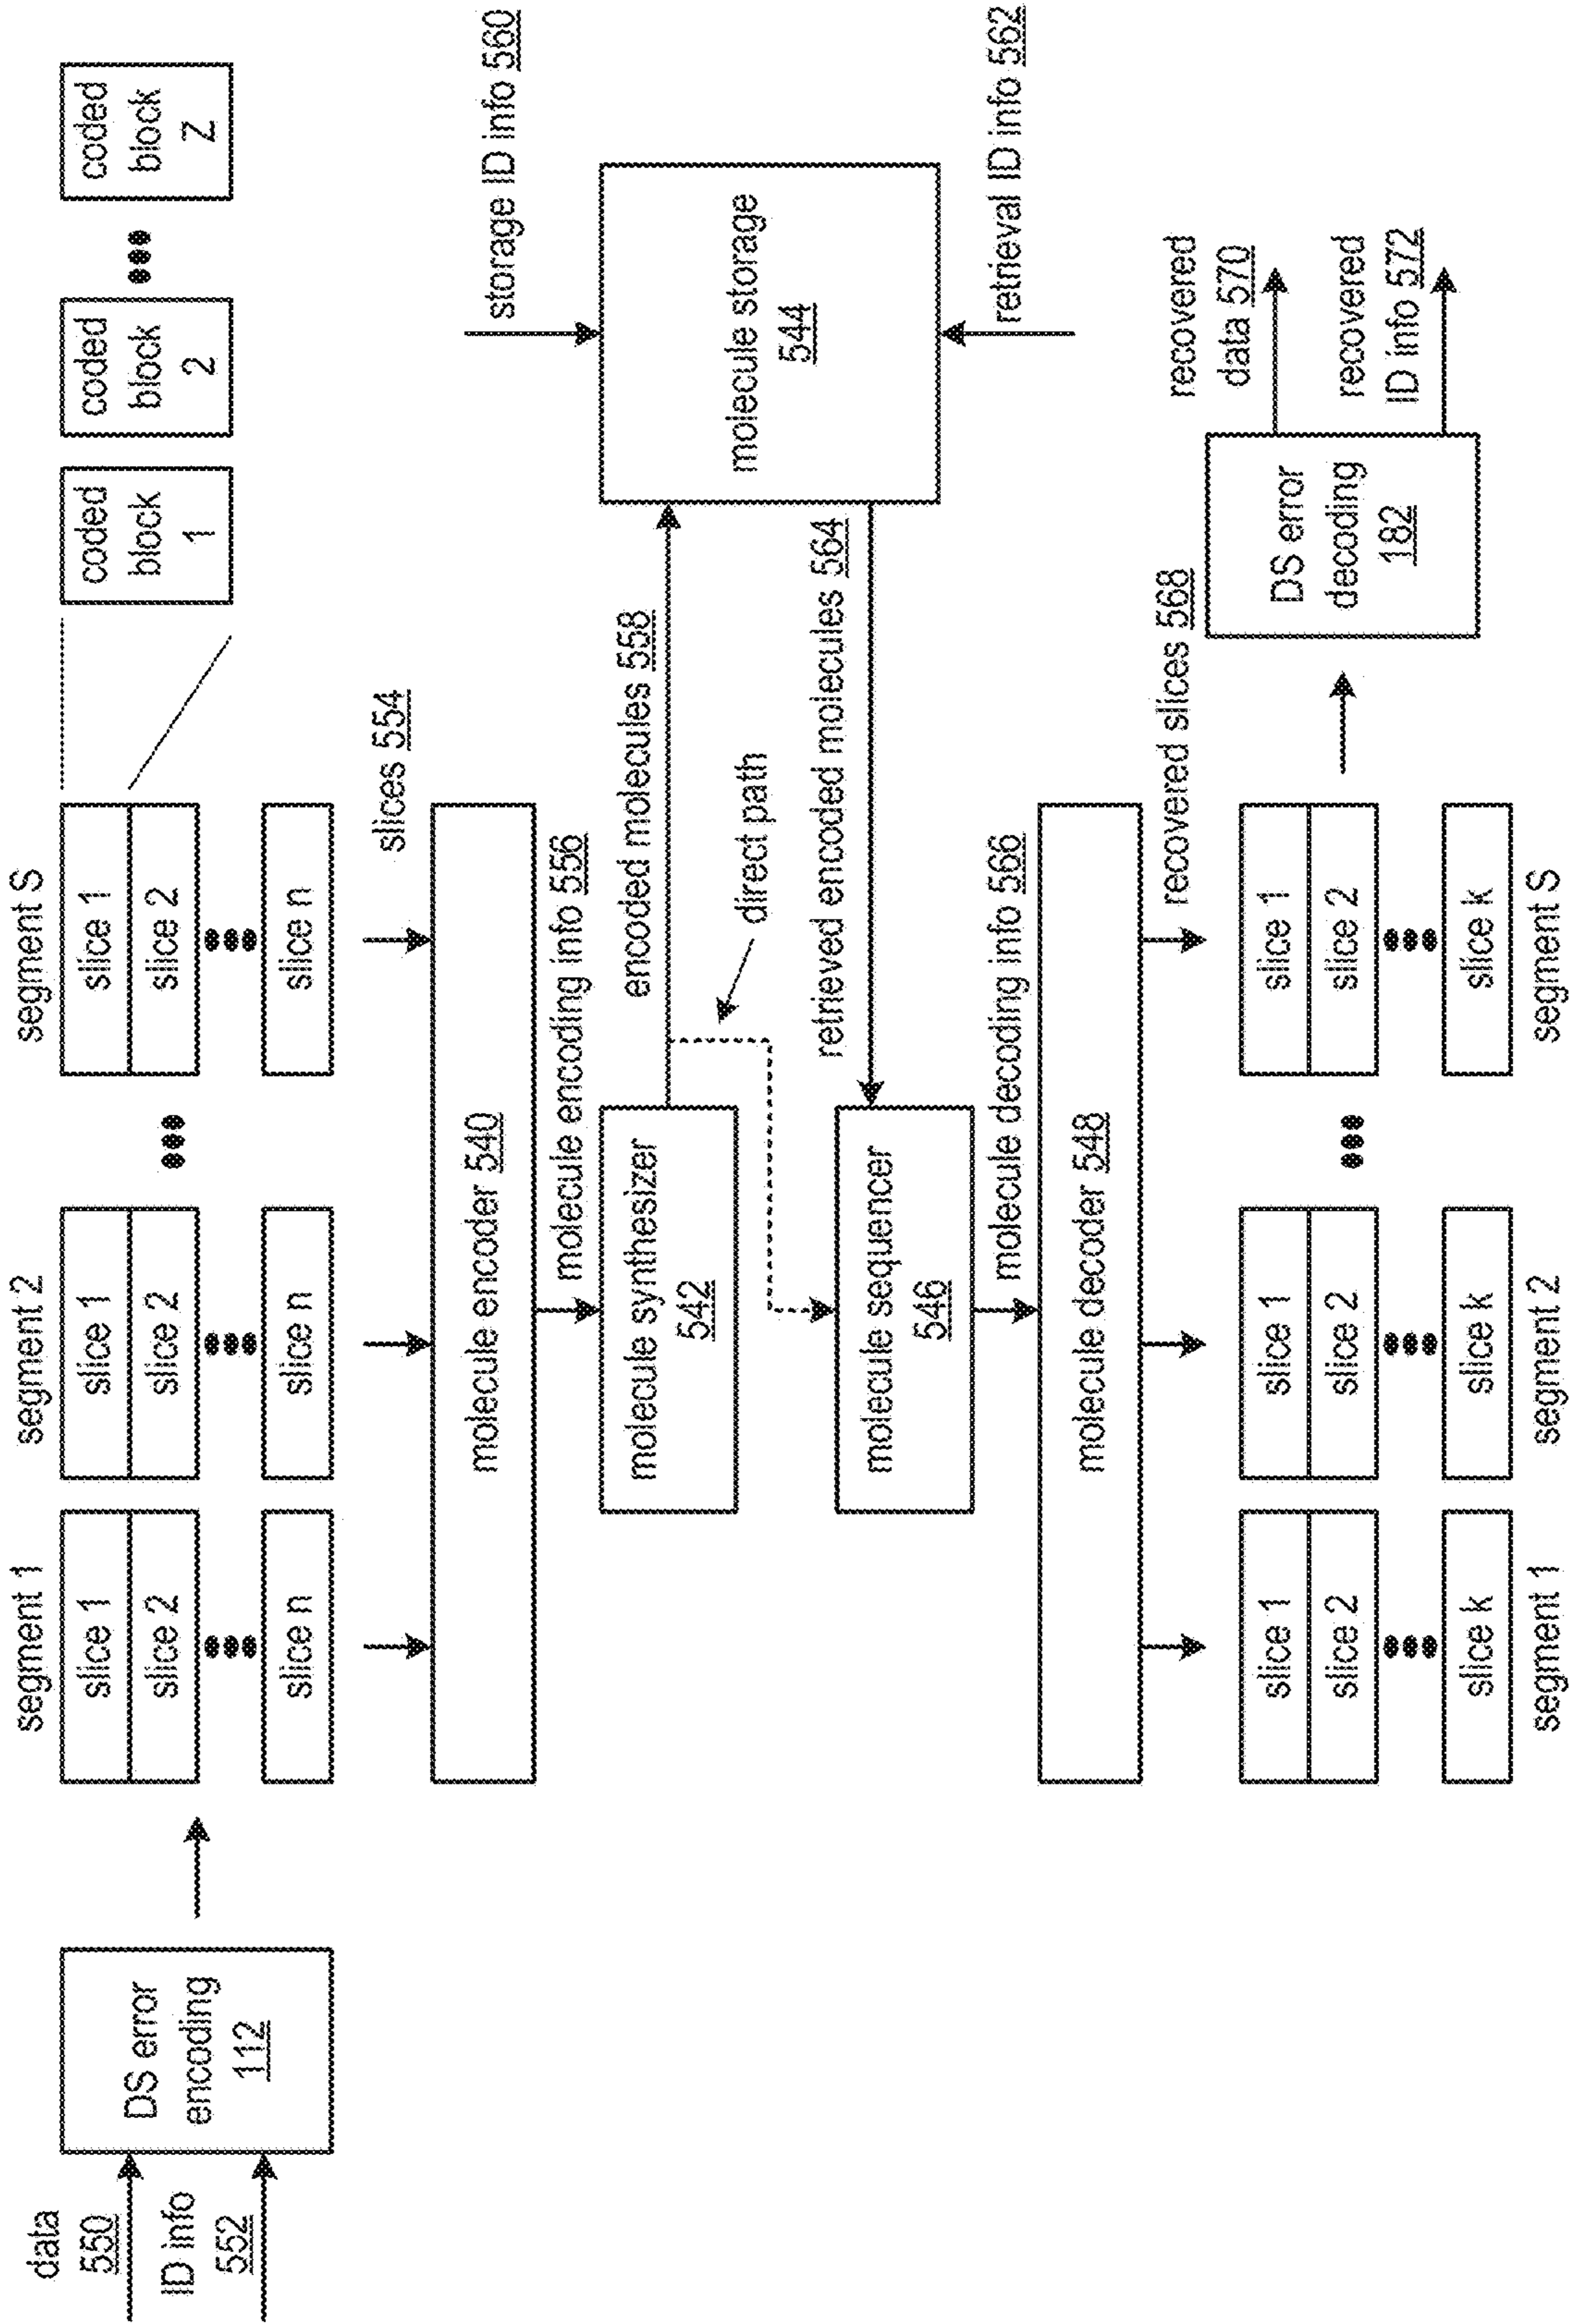 data
550
ID info
552
DS error
encoding
112
segment 1
slice 1
slice 2
slice n
segment 2
slice 1
slice 2
slice n
segment S
slice 1
slice 2
slice n
coded
block
1
coded
block
2
coded
block
Z
slices 554
molecule encoder 540
molecule encoding info 556
molecule synthesizer
542
encoded molecules 558
direct path
storage ID info 560
molecule storage
544
retrieval ID info 562
retrieved encoded molecules 564
molecule sequencer
546
molecule decoding info 566
molecule decoder 548
recovered slices 568
slice 1
slice 2
slice k
segment 1
slice 1
slice 2
slice k
segment 2
slice 1
slice 2
slice k
segment S
DS error
decoding
182
recovered
data 570
recovered
ID info 572